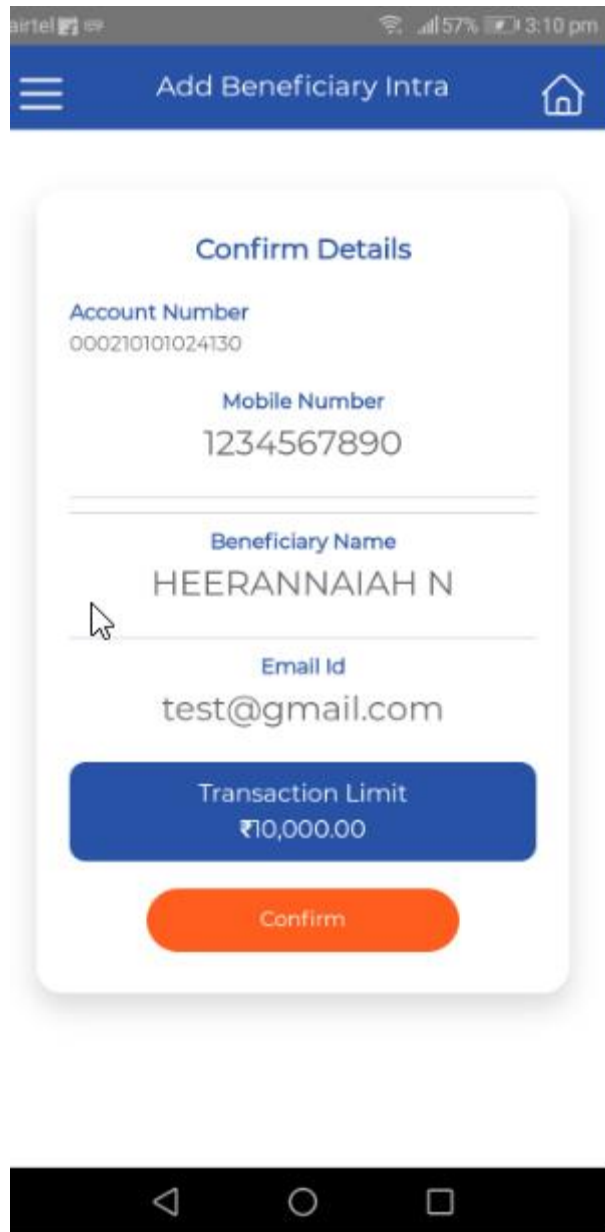 airtel
57% 3:10 pm
Add Beneficiary Intra
Confirm Details
Account Number
000210101024130
Mobile Number
1234567890
Beneficiary Name
HEERANNAIAH N
Email Id
test@gmail.com
Transaction Limit
₹10,000.00
Confirm